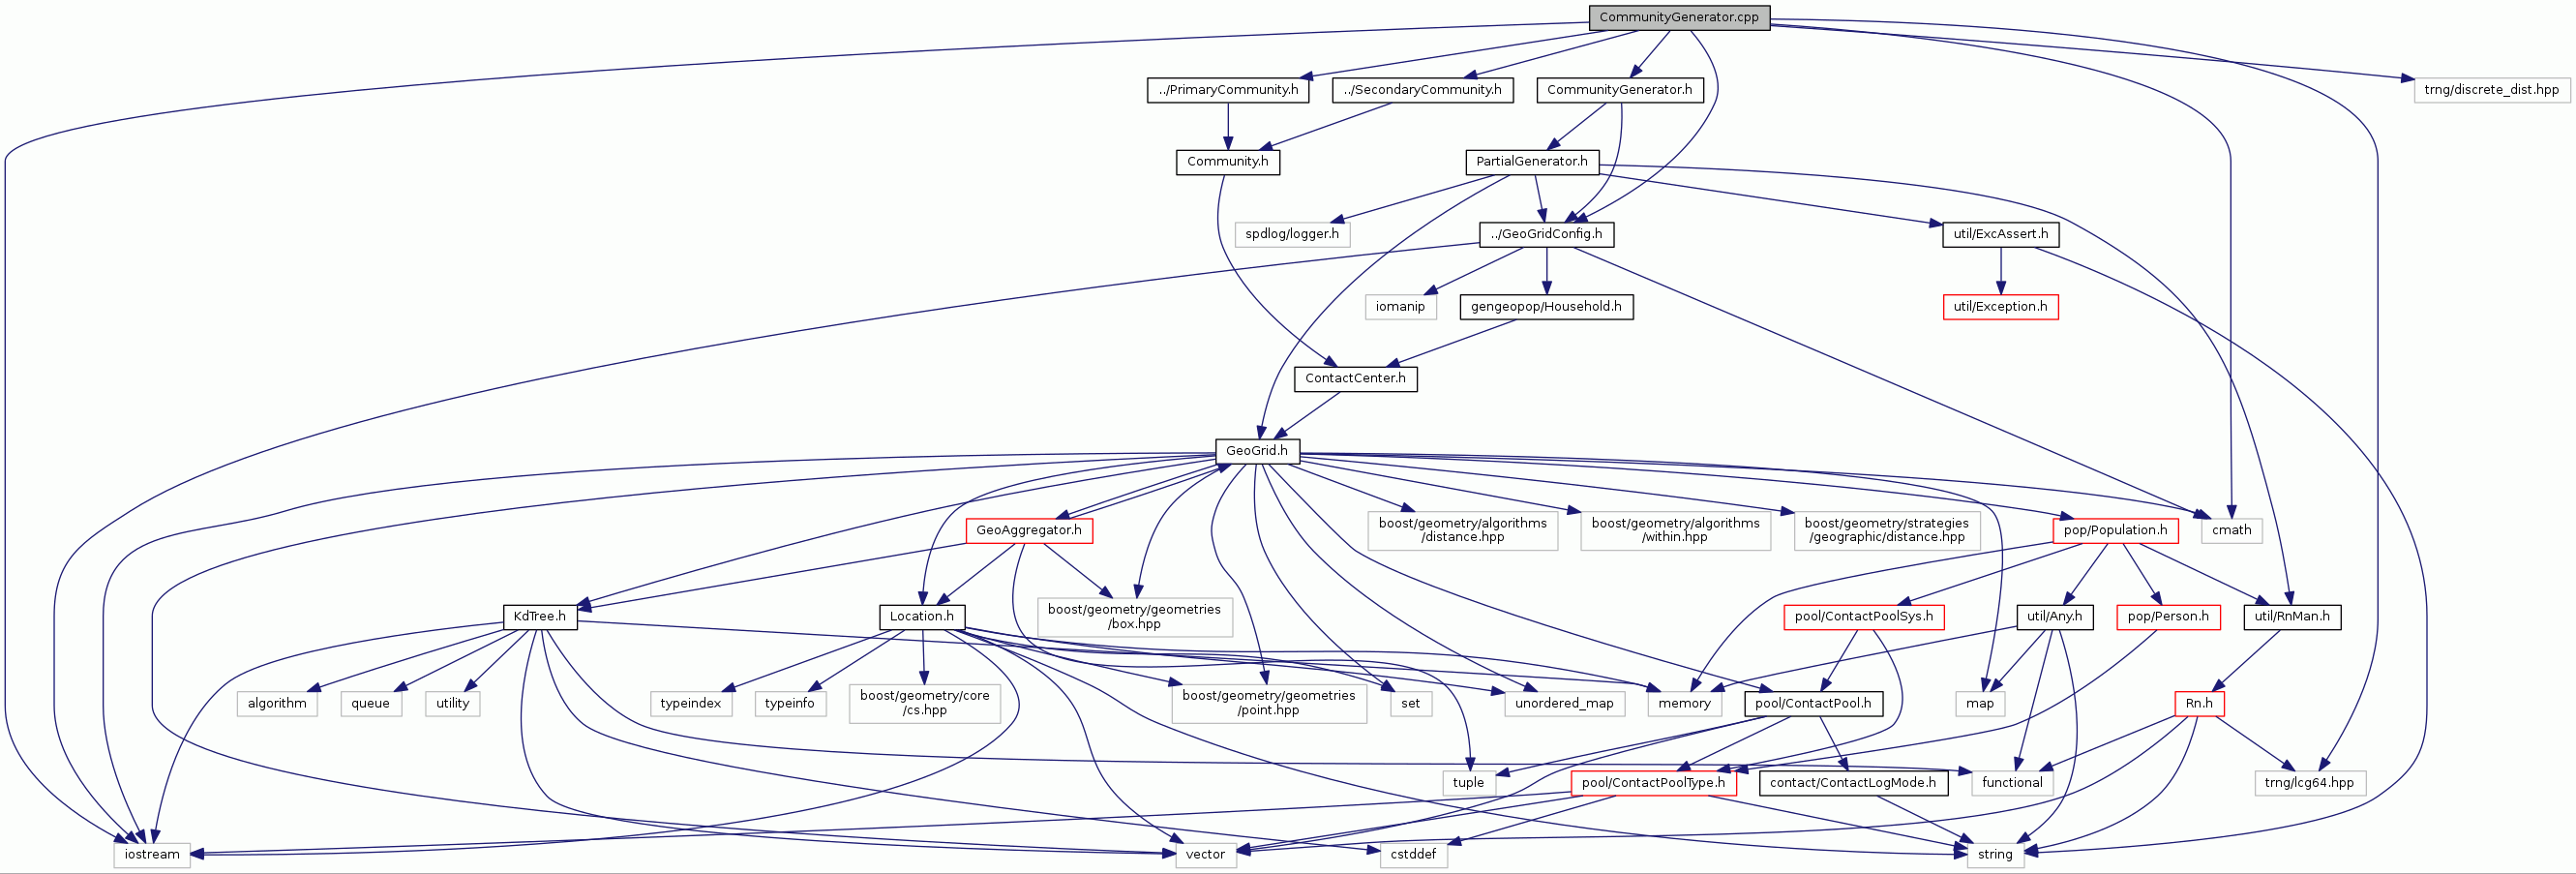 CommunityGenerator.cpp
../PrimaryCommunity.h
../SecondaryCommunity.h
CommunityGenerator.h
trng/discrete_dist.hpp
Community.h
PartialGenerator.h
spdlog/logger.h
../GeoGridConfig.h
util/ExcAssert.h
iomanip
gengeopop/Household.h
util/Exception.h
ContactCenter.h
GeoGrid.h
GeoAggregator.h
boost/geometry/algorithms
/distance.hpp
boost/geometry/algorithms
/within.hpp
boost/geometry/strategies
/geographic/distance.hpp
pop/Population.h
cmath
KdTree.h
Location.h
boost/geometry/geometries
/box.hpp
pool/ContactPoolSys.h
util/Any.h
pop/Person.h
util/RnMan.h
algorithm
queue
utility
typeindex
typeinfo
boost/geometry/core
/cs.hpp
boost/geometry/geometries
/point.hpp
set
unordered_map
memory
pool/ContactPool.h
map
Rn.h
tuple
pool/ContactPoolType.h
contact/ContactLogMode.h
functional
trng/lcg64.hpp
iostream
vector
cstddef
string